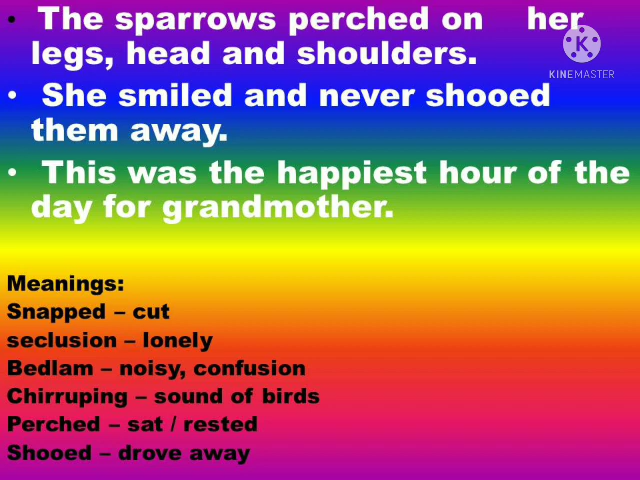 • The sparrows perched on her
legs, head and shoulders.
K
KINEMASTER
• She smiled and never shooed
them away.
• This was the happiest hour of the
day for grandmother.
Meanings:
Snapped – cut
seclusion – lonely
Bedlam – noisy, confusion
Chirruping – sound of birds
Perched – sat / rested
Shooed – drove away